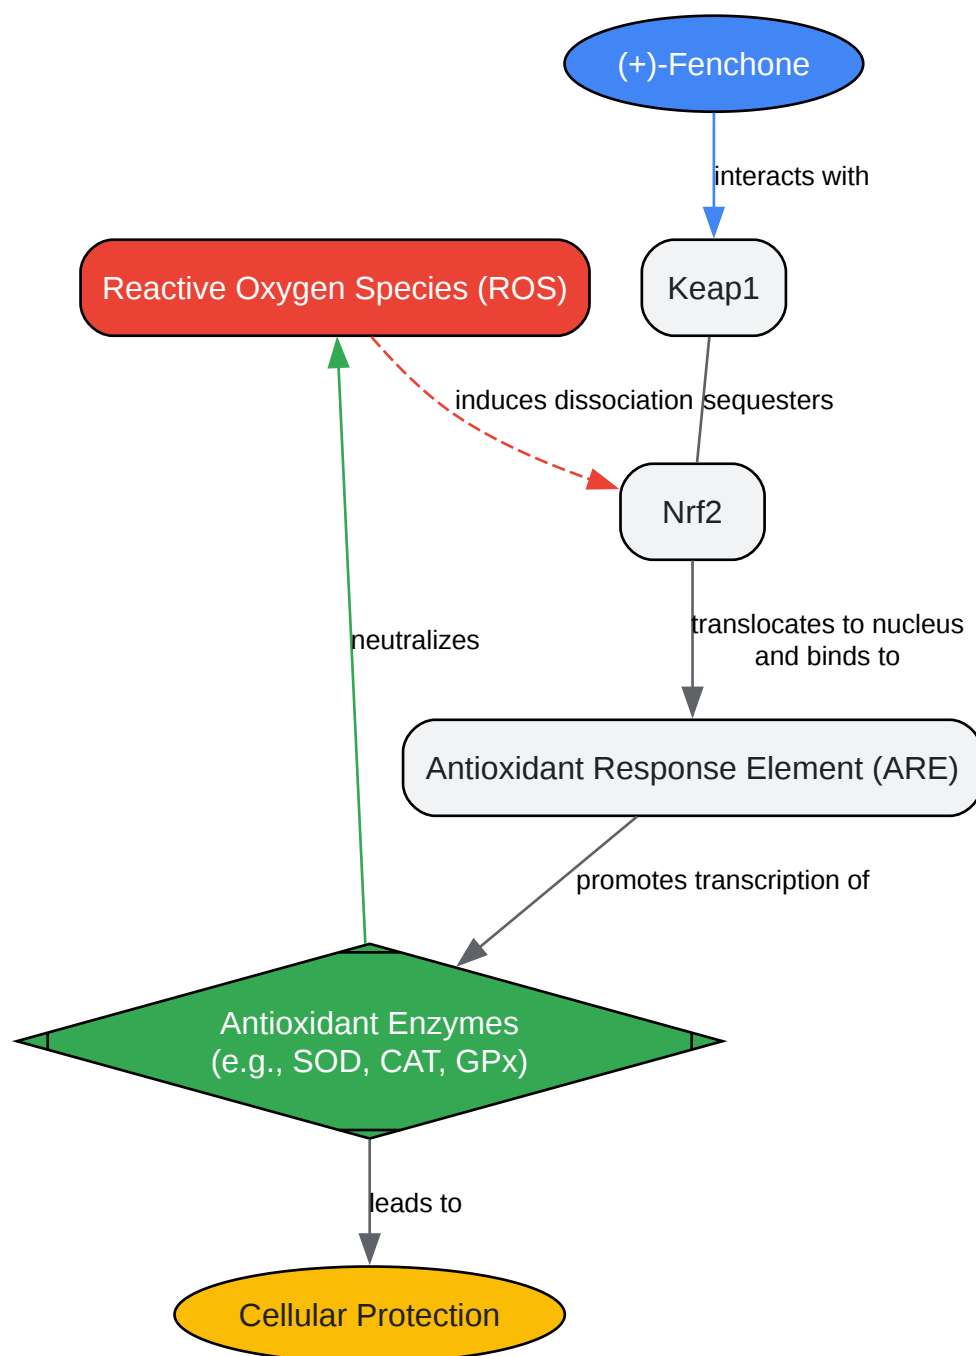 (+)-Fenchone
interacts with
Reactive Oxygen Species (ROS)
Keap1
induces dissociation
sequesters
Nrf2
translocates to nucleus
and binds to
neutralizes
Antioxidant Response Element (ARE)
promotes transcription of
Antioxidant Enzymes
(e.g., SOD, CAT, GPx)
leads to
Cellular Protection